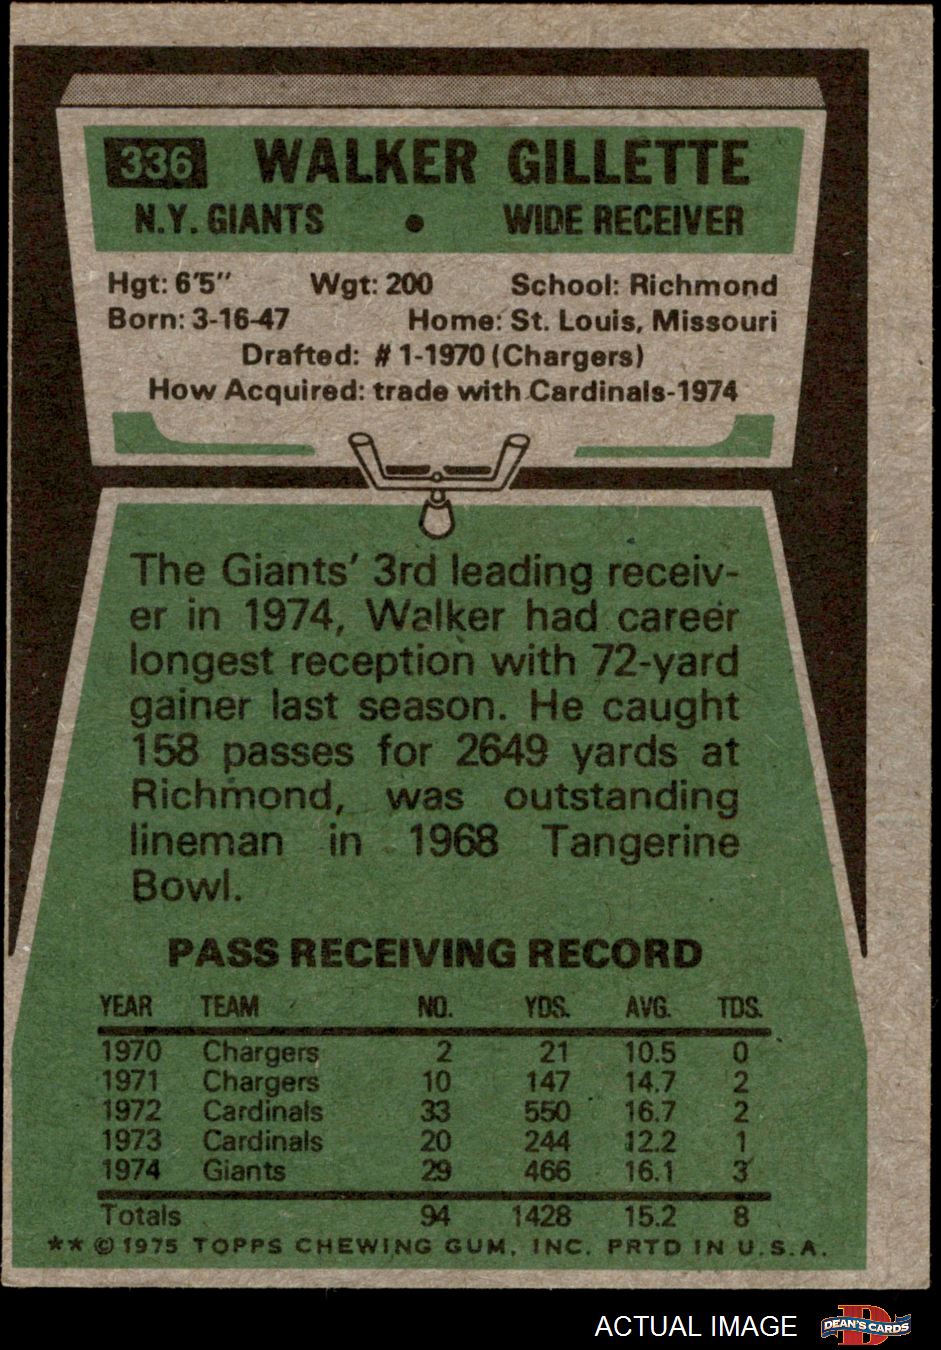 336 WALKER GILLETTE
N.Y. GIANTS • WIDE RECEIVER
Hgt: 6'5" Wgt: 200 School: Richmond
Born: 3-16-47 Home: St. Louis, Missouri
Drafted: #1-1970 (Chargers)
How Acquired: trade with Cardinals-1974
The Giants' 3rd leading receiv-
er in 1974, Walker had career
longest reception with 72-yard
gainer last season. He caught
158 passes for 2649 yards at
Richmond, was outstanding
lineman in 1968 Tangerine
Bowl.
PASS RECEIVING RECORD
YEAR TEAM NO. YDS. AVG. TDS.
1970 Chargers 2 21 10.5 0
1971 Chargers 10 147 14.7 2
1972 Cardinals 33 550 16.7 2
1973 Cardinals 20 244 12.2 1
1974 Giants 29 466 16.1 3
Totals 94 1428 15.2 8
** © 1975 TOPPS CHEWING GUM, INC. PRTD IN U.S.A.
ACTUAL IMAGE D DEAN'S CARDS